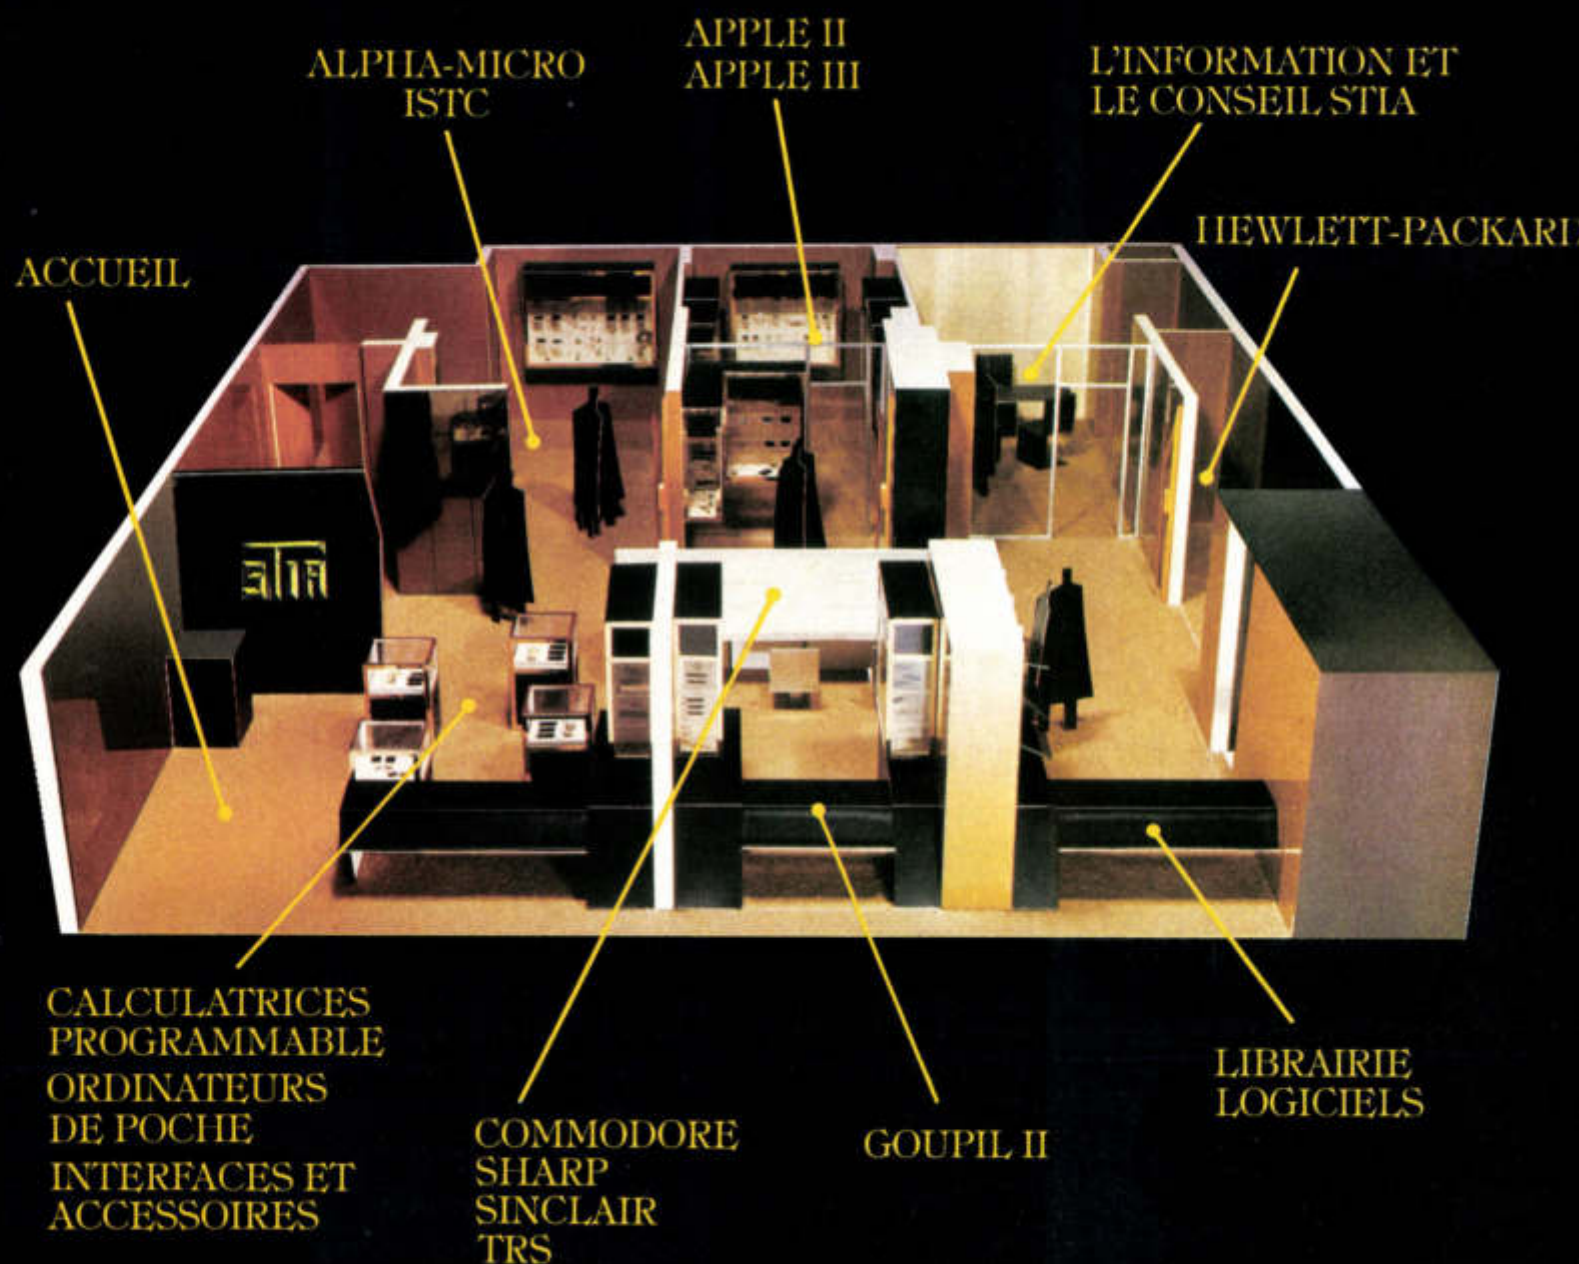 APPLE II
APPLE III
ALPHA-MICRO
ISTC
L'INFORMATION ET
LE CONSEIL STIA
HEWLETT-PACKARD
ACCUEIL
stia
CALCULATRICES
PROGRAMMABLE
ORDINATEURS
DE POCHE
INTERFACES ET
ACCESSOIRES
COMMODORE
SHARP
SINCLAIR
TRS
GOUPIL II
LIBRAIRIE
LOGICIELS